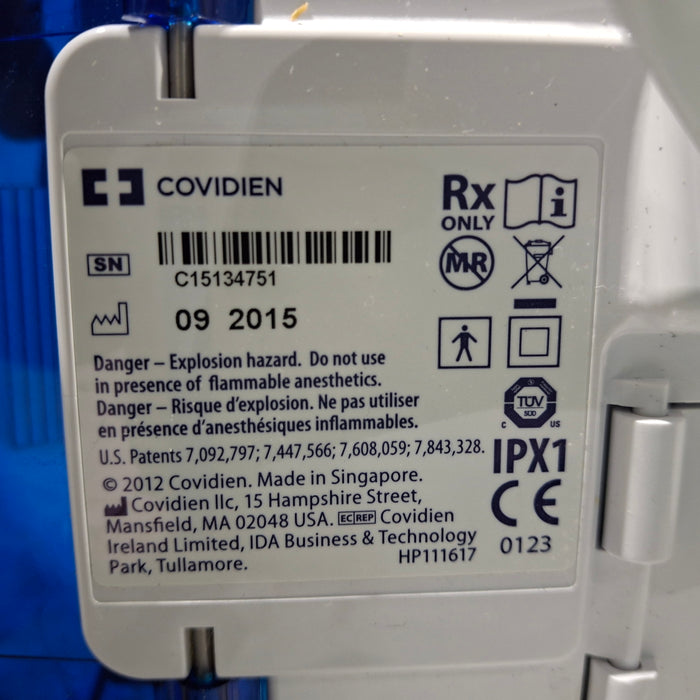 COVIDIEN
Rx
ONLY
i
SN
C15134751
MR
09 2015
Danger – Explosion hazard. Do not use
in presence of flammable anesthetics.
Danger – Risque d'explosion. Ne pas utiliser
en présence d'anesthésiques inflammables.
TÜV
SÜD
C US
U.S. Patents 7,092,797; 7,447,566; 7,608,059; 7,843,328.
IPX1
© 2012 Covidien. Made in Singapore.
Covidien llc, 15 Hampshire Street,
Mansfield, MA 02048 USA. EC REP Covidien
Ireland Limited, IDA Business & Technology
Park, Tullamore.
HP111617
CE
0123